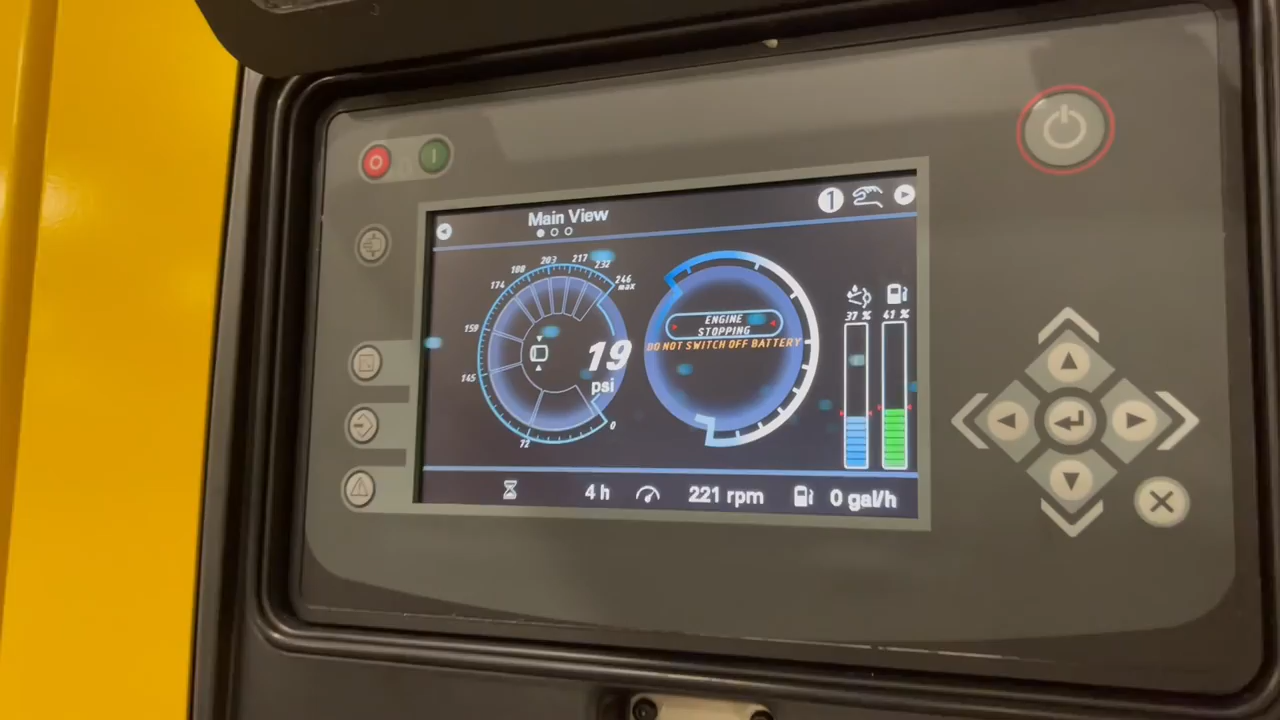 Main View
1
203
217
188
232
174
246
max
159
145
72
0
19
psi
ENGINE
STOPPING
DO NOT SWITCH OFF BATTERY
37 %
41 %
4 h
221 rpm
0 gal/h